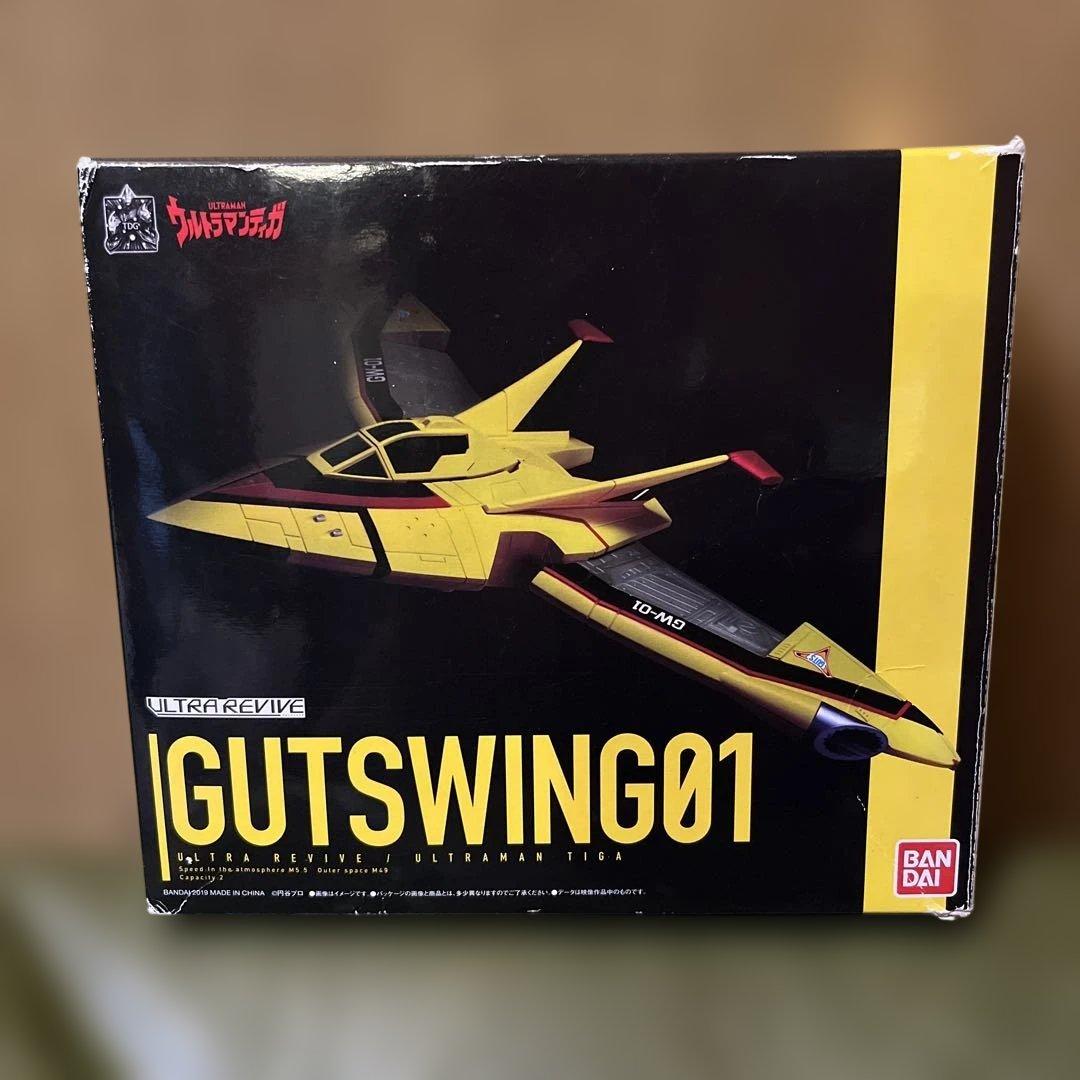 TDG
ULTRAMAN
ウルトラマンティガ
GW-01
GW-01
GUTS
ULTRA REVIVE
GUTSWING01
ULTRA REVIVE / ULTRAMAN TIGA
Speed.In the atmosphere M5.5 Outer space M49
Capacity.2
BANDAI 2019 MADE IN CHINA ©円谷プロ ●画像はイメージです。●パッケージの画像と商品とは、多少異なりますのでご了承ください。●データは映像作品中のものです。
BAN
DAI